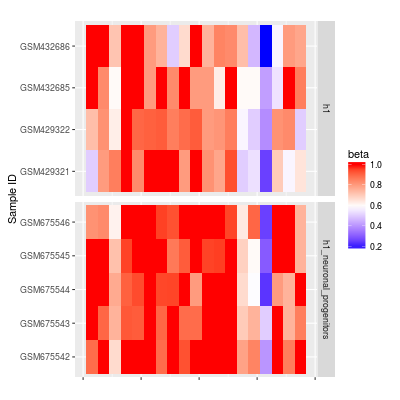 GSM432686
GSM432685
GSM429322
GSM429321
h1
GSM675546
GSM675545
GSM675544
GSM675543
GSM675542
h1_neuronal_progenitors
Sample ID
beta
1.0
0.8
0.6
0.4
0.2